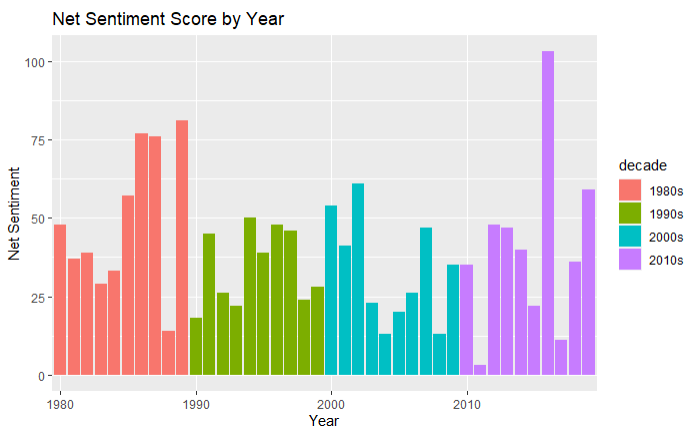 Net Sentiment Score by Year
Net Sentiment
100
75
50
25
0
1980
1990
2000
2010
Year
decade
1980s
1990s
2000s
2010s